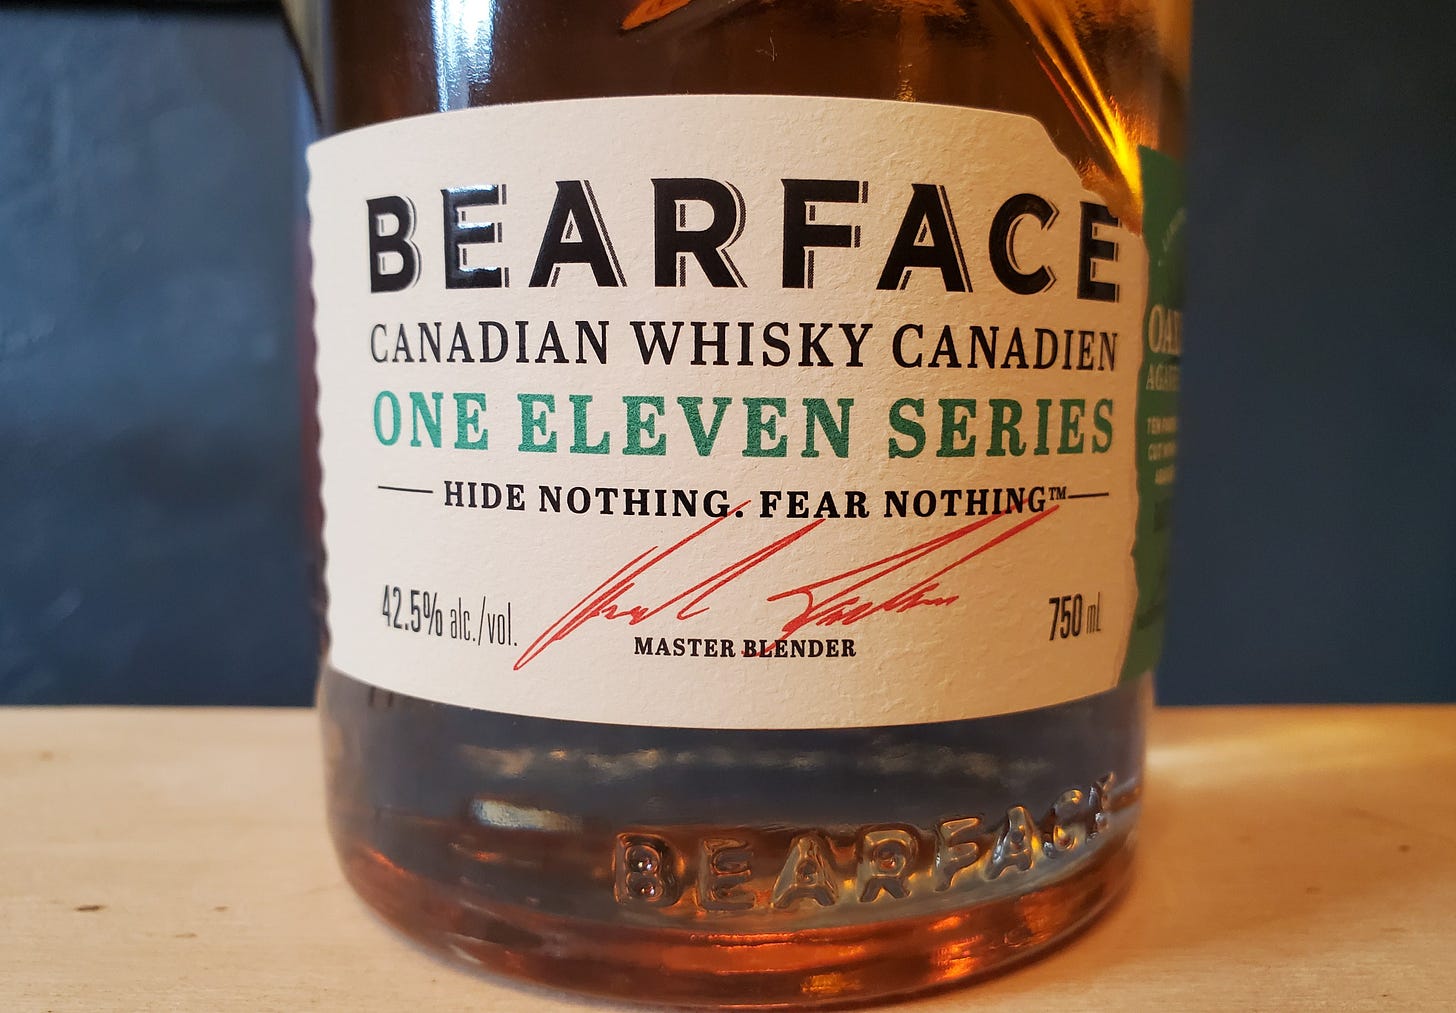 BEARFACE
CANADIAN WHISKY CANADIEN
ONE ELEVEN SERIES
HIDE NOTHING. FEAR NOTHING™
42.5% alc./vol.
MASTER BLENDER
750 mL
BEARFACE